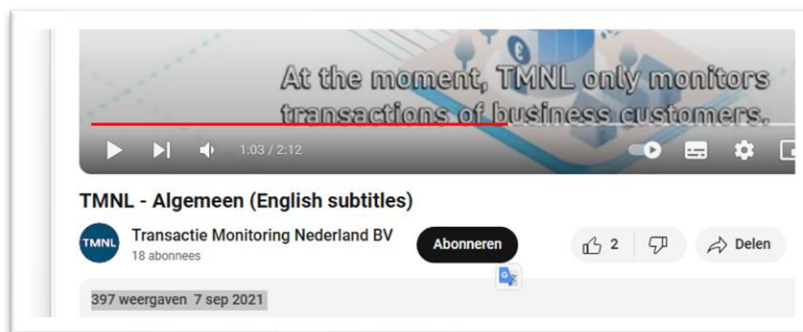 At the moment, TMNL only monitors
transactions of business customers.
1:03 / 2:12
TMNL - Algemeen (English subtitles)
TMNL
Transactie Monitoring Nederland BV
18 abonnees
Abonneren
2
Delen
397 weergaven 7 sep 2021